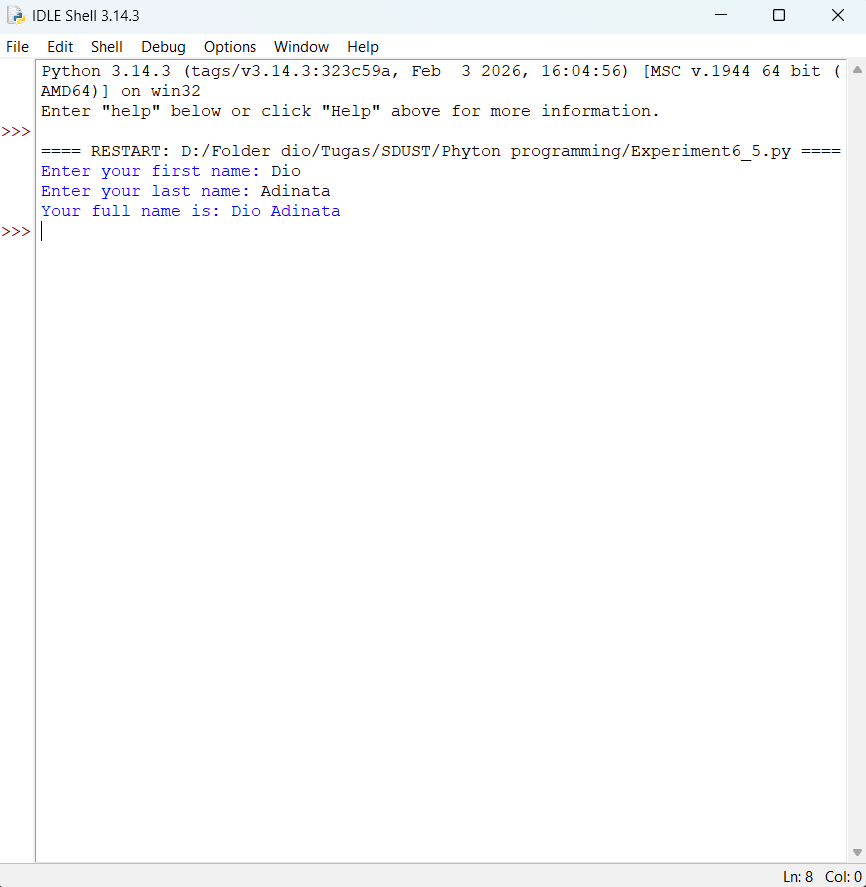 IDLE Shell 3.14.3
File Edit Shell Debug Options Window Help
Python 3.14.3 (tags/v3.14.3:323c59a, Feb  3 2026, 16:04:56) [MSC v.1944 64 bit (
AMD64)] on win32
Enter "help" below or click "Help" above for more information.
>>>
==== RESTART: D:/Folder dio/Tugas/SDUST/Phyton programming/Experiment6_5.py ====
Enter your first name: Dio
Enter your last name: Adinata
Your full name is: Dio Adinata
>>>
Ln: 8 Col: 0